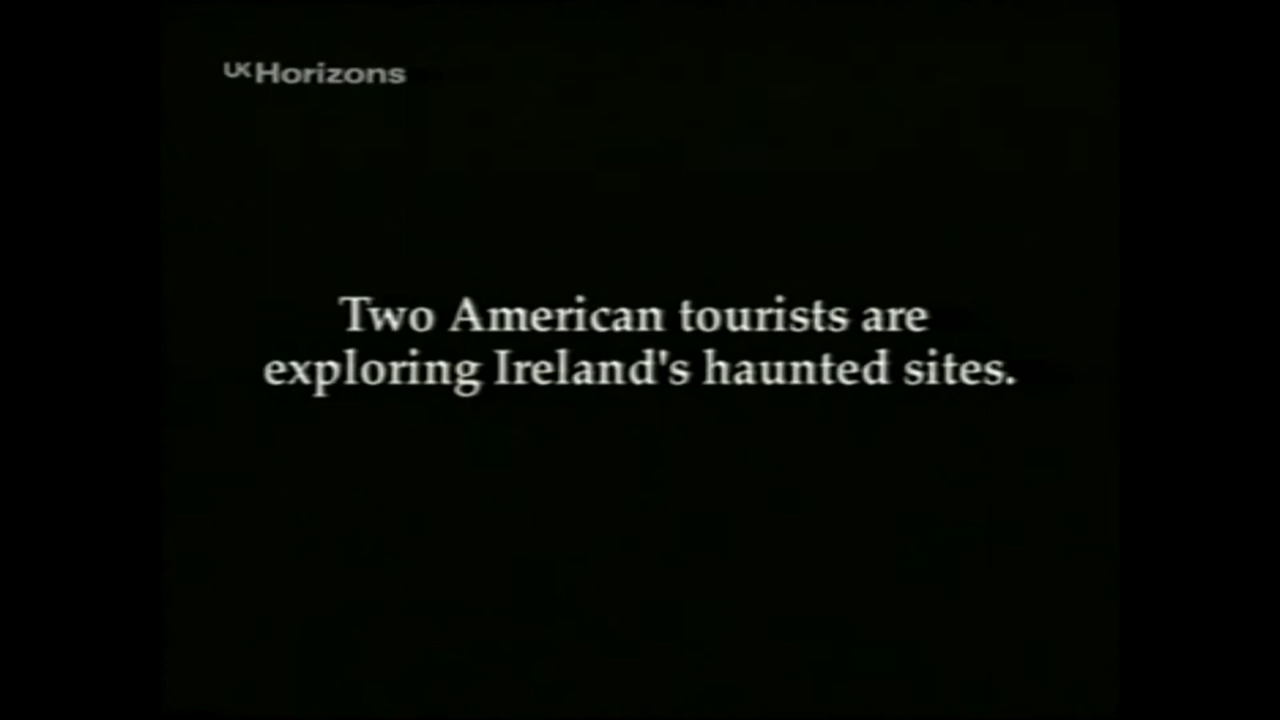 UKHorizons
Two American tourists are
exploring Ireland's haunted sites.